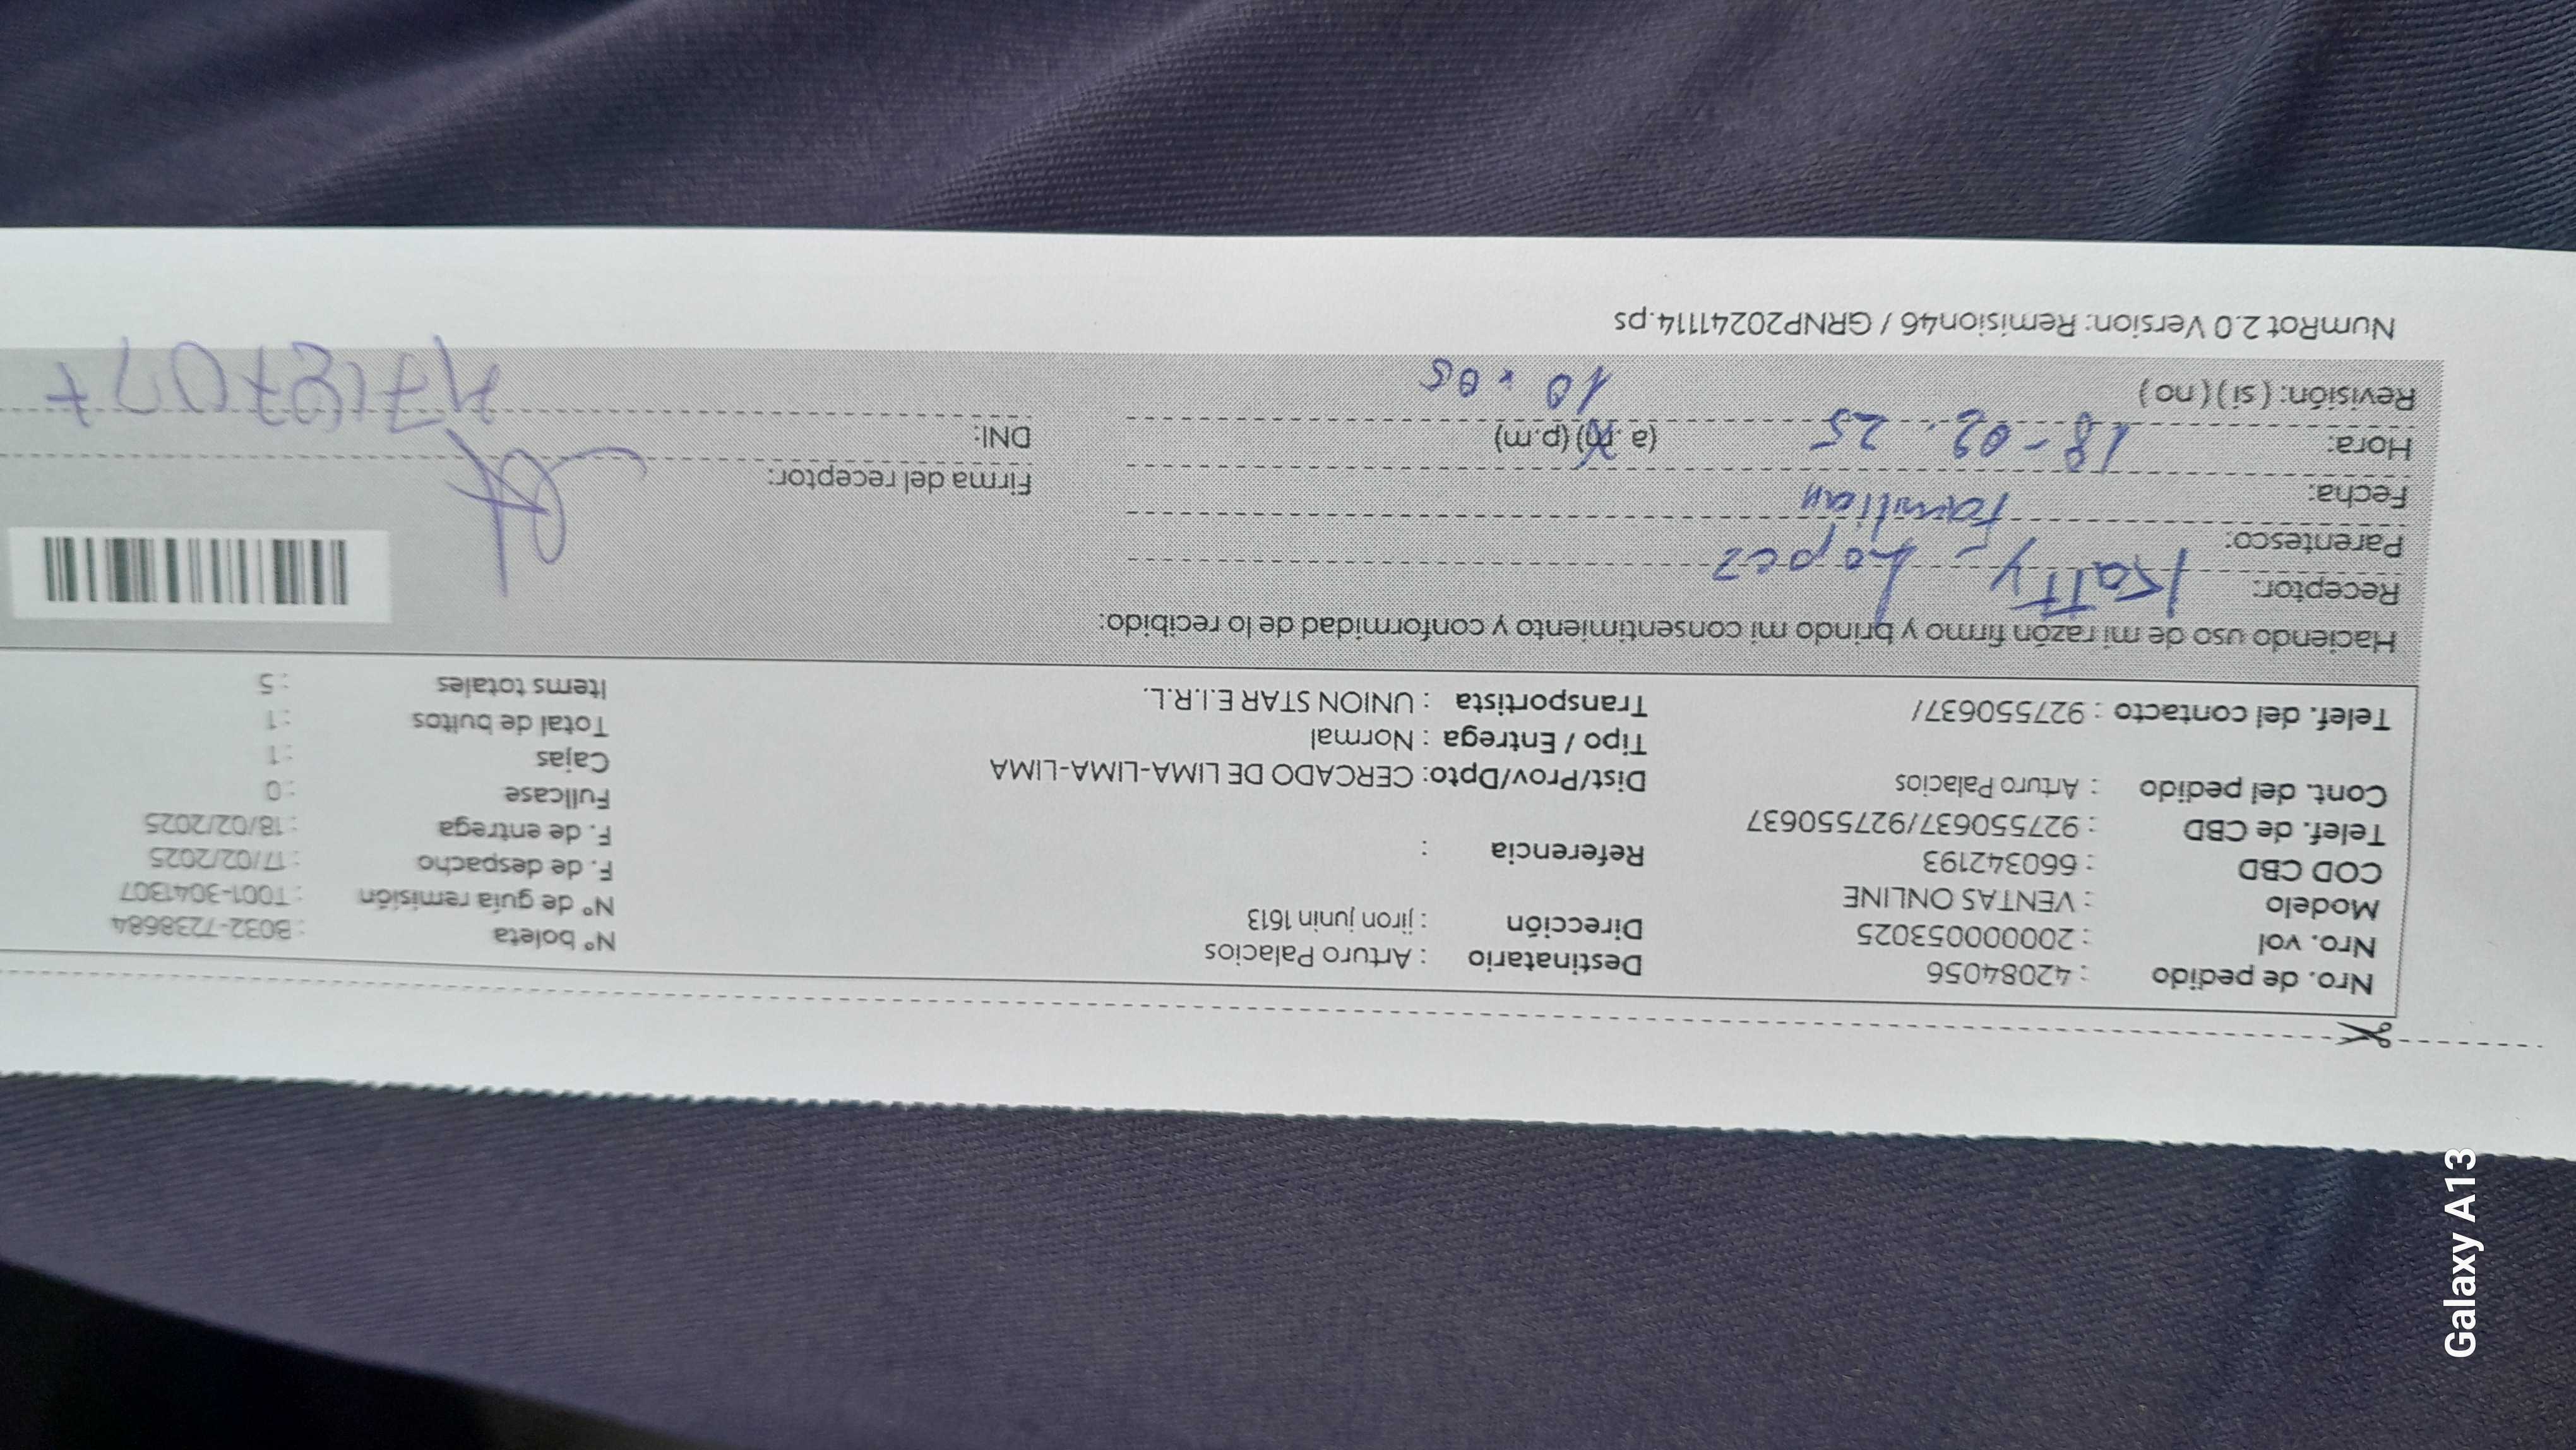 Nro. de pedido : 42084056
Nro. vol : 20000000053025
Modelo : VENTAS ONLINE
COD CBD : 660342193
Telef. de CBD : 927550637/927550637
Cont. del pedido : Arturo Palacios
Telef. del contacto : 927550637/
Destinatario : Arturo Palacios
Dirección : jiron junin 1613
Referencia :
Dist/Prov/Dpto: CERCADO DE LIMA-LIMA-LIMA
Tipo / Entrega : Normal
Transportista : UNION STAR E.I.R.L.
N° boleta : B032-7238684
N° de guía remisión : T001-3041307
F. de despacho : 17/02/2025
F. de entrega : 18/02/2025
Fullcase : 0
Cajas : 1
Total de bultos : 1
Items totales : 5
Haciendo uso de mi razón firmo y brindo mi consentimiento y conformidad de lo recibido:
Receptor: Katty Lopez
Parentesco: familiar
Fecha: 18-02-25
Hora: (a.m) (p.m) 10:05
Revisión: ( si ) ( no )
Firma del receptor:
DNI:
NumRot 2.0 Version: Remision46 / GRNP20241114.ps
Galaxy A13